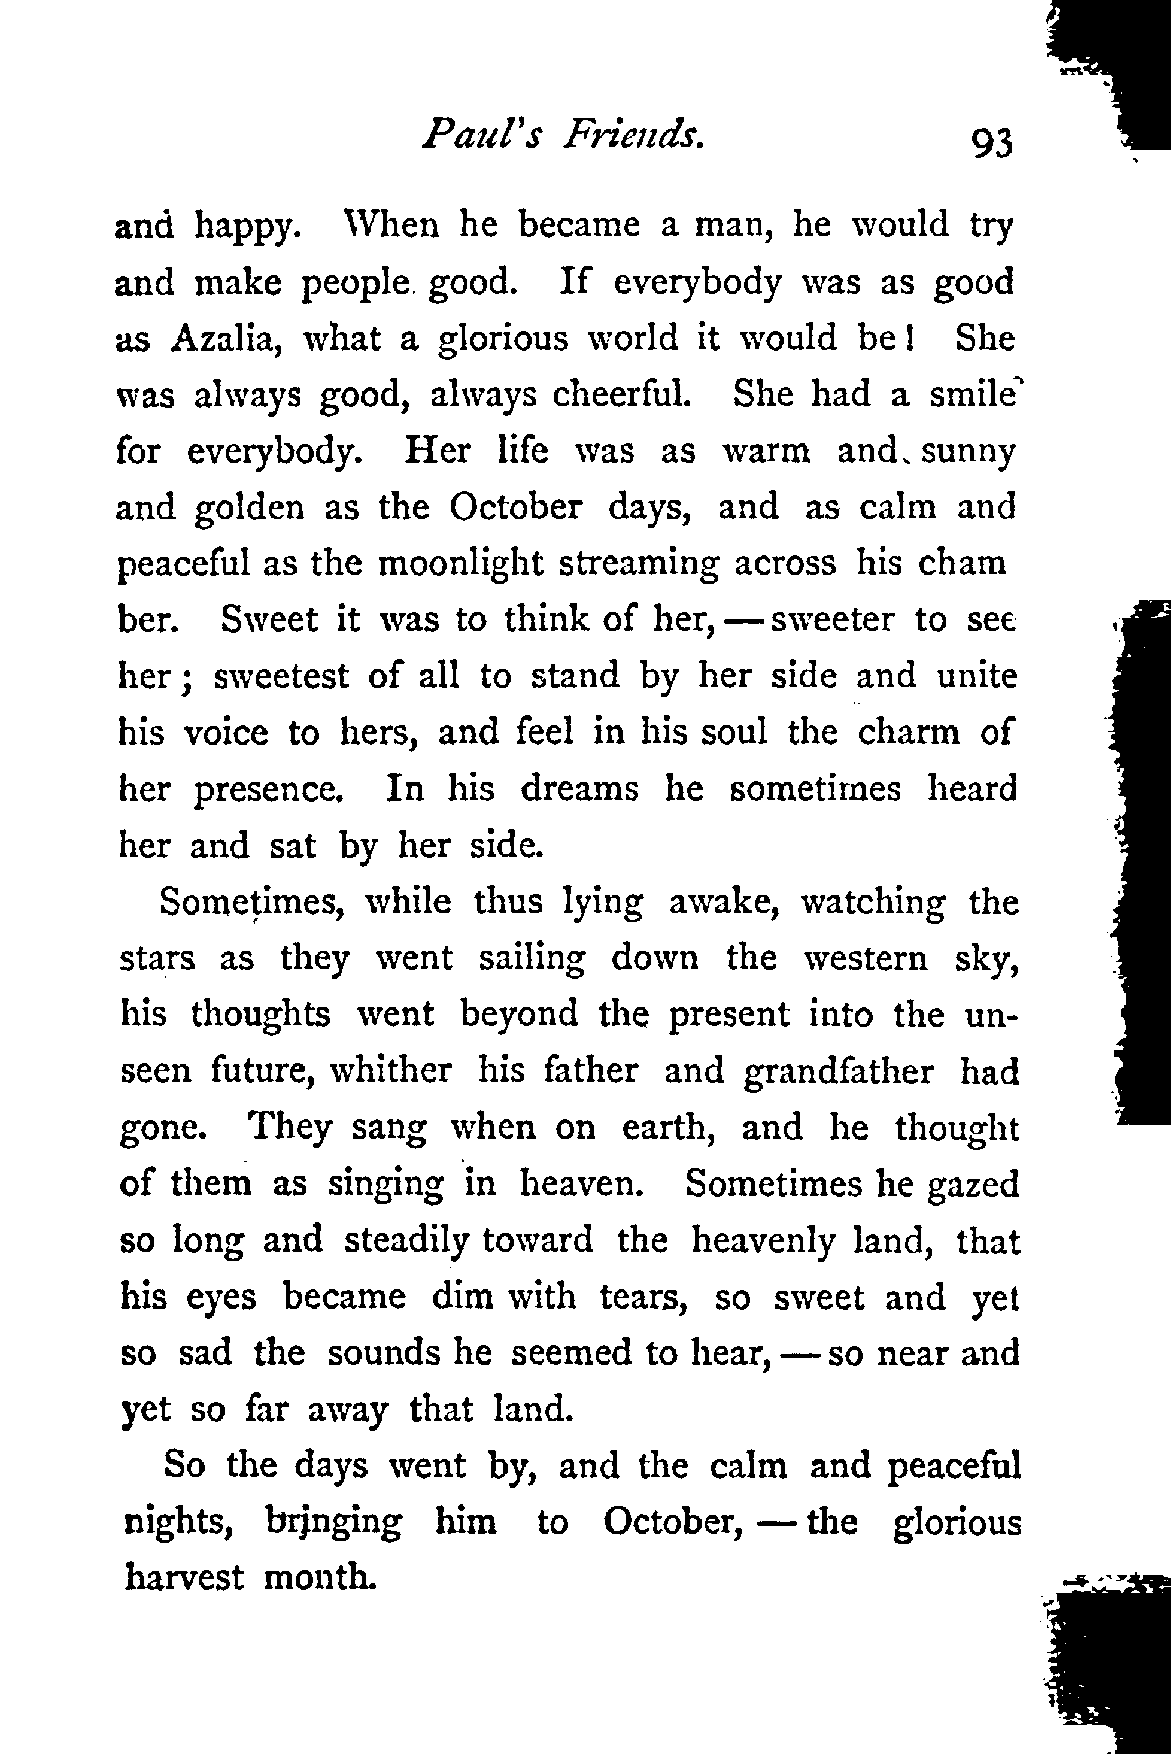 Paul's Friends. 93
and happy. When he became a man, he would try
and make people good. If everybody was as good
as Azalia, what a glorious world it would be! She
was always good, always cheerful. She had a smile
for everybody. Her life was as warm and sunny
and golden as the October days, and as calm and
peaceful as the moonlight streaming across his cham
ber. Sweet it was to think of her, — sweeter to see
her; sweetest of all to stand by her side and unite
his voice to hers, and feel in his soul the charm of
her presence. In his dreams he sometimes heard
her and sat by her side.
Sometimes, while thus lying awake, watching the
stars as they went sailing down the western sky,
his thoughts went beyond the present into the un-
seen future, whither his father and grandfather had
gone. They sang when on earth, and he thought
of them as singing in heaven. Sometimes he gazed
so long and steadily toward the heavenly land, that
his eyes became dim with tears, so sweet and yet
so sad the sounds he seemed to hear, — so near and
yet so far away that land.
So the days went by, and the calm and peaceful
nights, bringing him to October, — the glorious
harvest month.